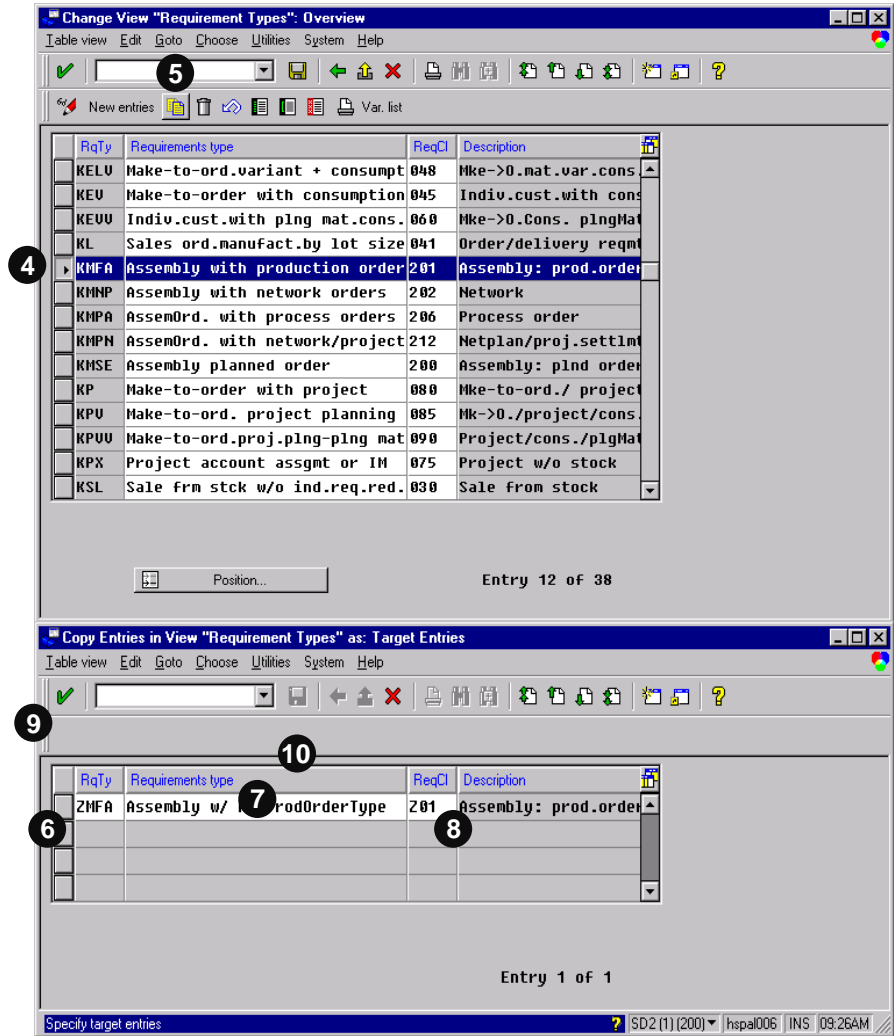 Change View "Requirement Types": Overview
Table view Edit Goto Choose Utilities System Help
5
New entries Var. list
RqTy Requirements type ReqCl Description
KELV Make-to-ord.variant + consumpt 048 Mke->O.mat.var.cons.
KEV Make-to-order with consumption 045 Indiv.cust.with cons
KEVV Indiv.cust.with plng mat.cons. 060 Mke->O.Cons. plngMat
KL Sales ord.manufact.by lot size 041 Order/delivery reqmt
4
KMFA Assembly with production order 201 Assembly: prod.order
KMNP Assembly with network orders 202 Network
KMPA AssemOrd. with process orders 206 Process order
KMPN AssemOrd. with network/project 212 Netplan/proj.settlmt
KMSE Assembly planned order 200 Assembly: plnd order
KP Make-to-order with project 080 Mke-to-ord./ project
KPV Make-to-ord. project planning 085 Mk->O./project/cons.
KPVV Make-to-ord.proj.plng-plng mat 090 Project/cons./plgMat
KPX Project account assgmt or IM 075 Project w/o stock
KSL Sale frm stck w/o ind.req.red. 030 Sale from stock
Position... Entry 12 of 38
Copy Entries in View "Requirement Types" as: Target Entries
Table view Edit Goto Choose Utilities System Help
9
10
RqTy Requirements type ReqCl Description
7
ZMFA Assembly w/ rodOrderType Z01 Assembly: prod.order
6 8
Entry 1 of 1
Specify target entries SD2 (1) (200) hspal006 INS 09:26AM